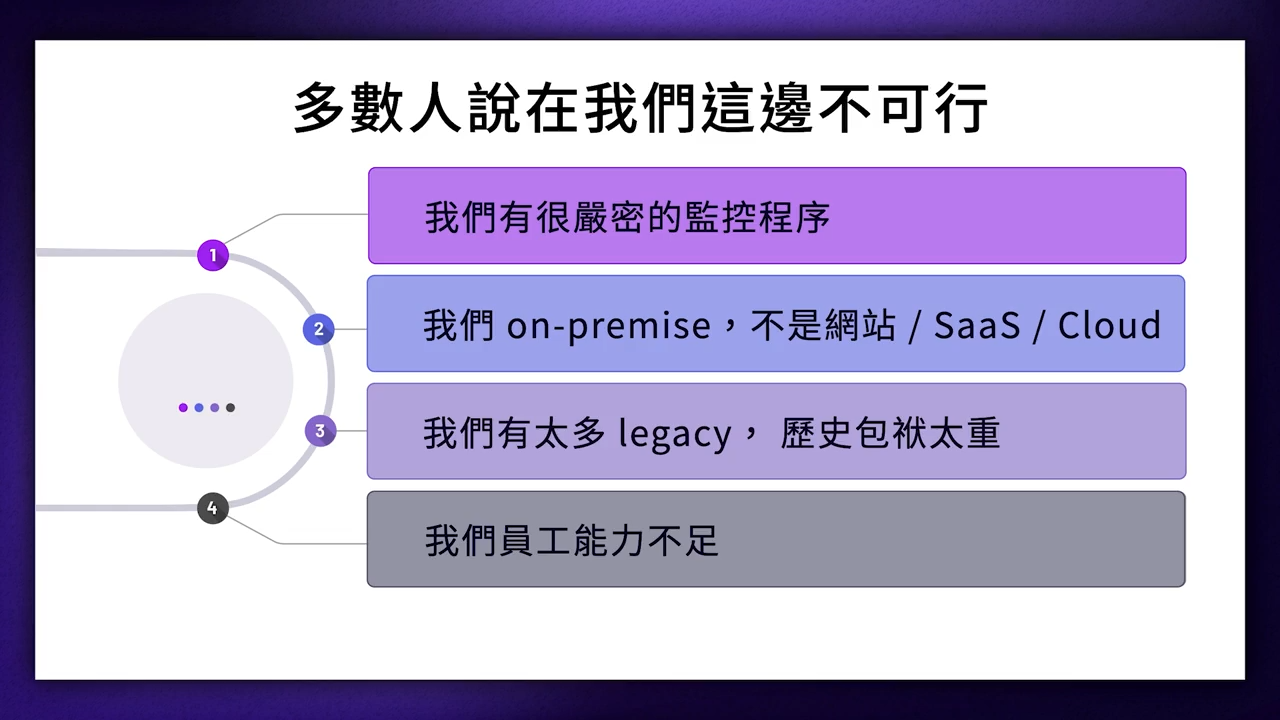 多數人說在我們這邊不可行
1
我們有很嚴密的監控程序
2
我們 on-premise，不是網站 / SaaS / Cloud
3
我們有太多 legacy， 歷史包袱太重
4
我們員工能力不足